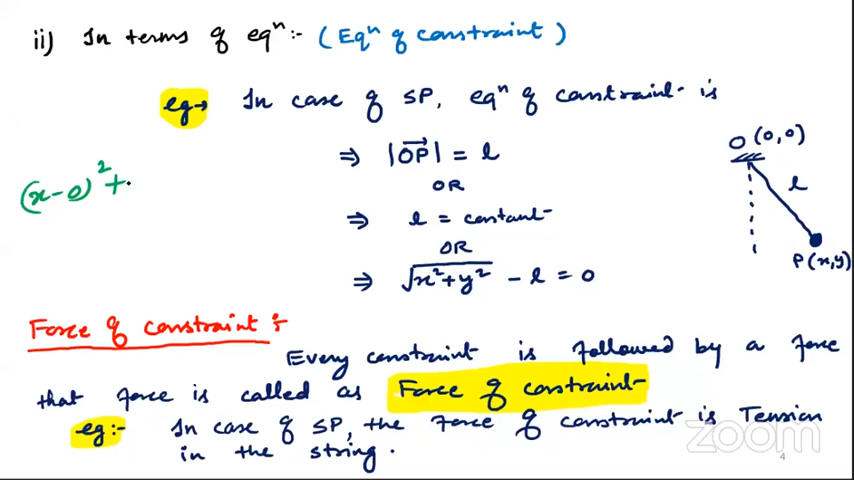 ii) In terms of eqⁿ:- (Eqⁿ of constraint)
eg→ In case of SP, eqⁿ of constraint is
O (0,0)
⇒ |OP⃗| = l
OR
l
(x-0)² +
⇒ l = constant
OR
P(x,y)
⇒ √x²+y² - l = 0
Force of constraint :
Every constraint is followed by a force
that force is called as Force of constraint
eg:- In case of SP, the force of constraint is Tension
in the string.
zoom
4